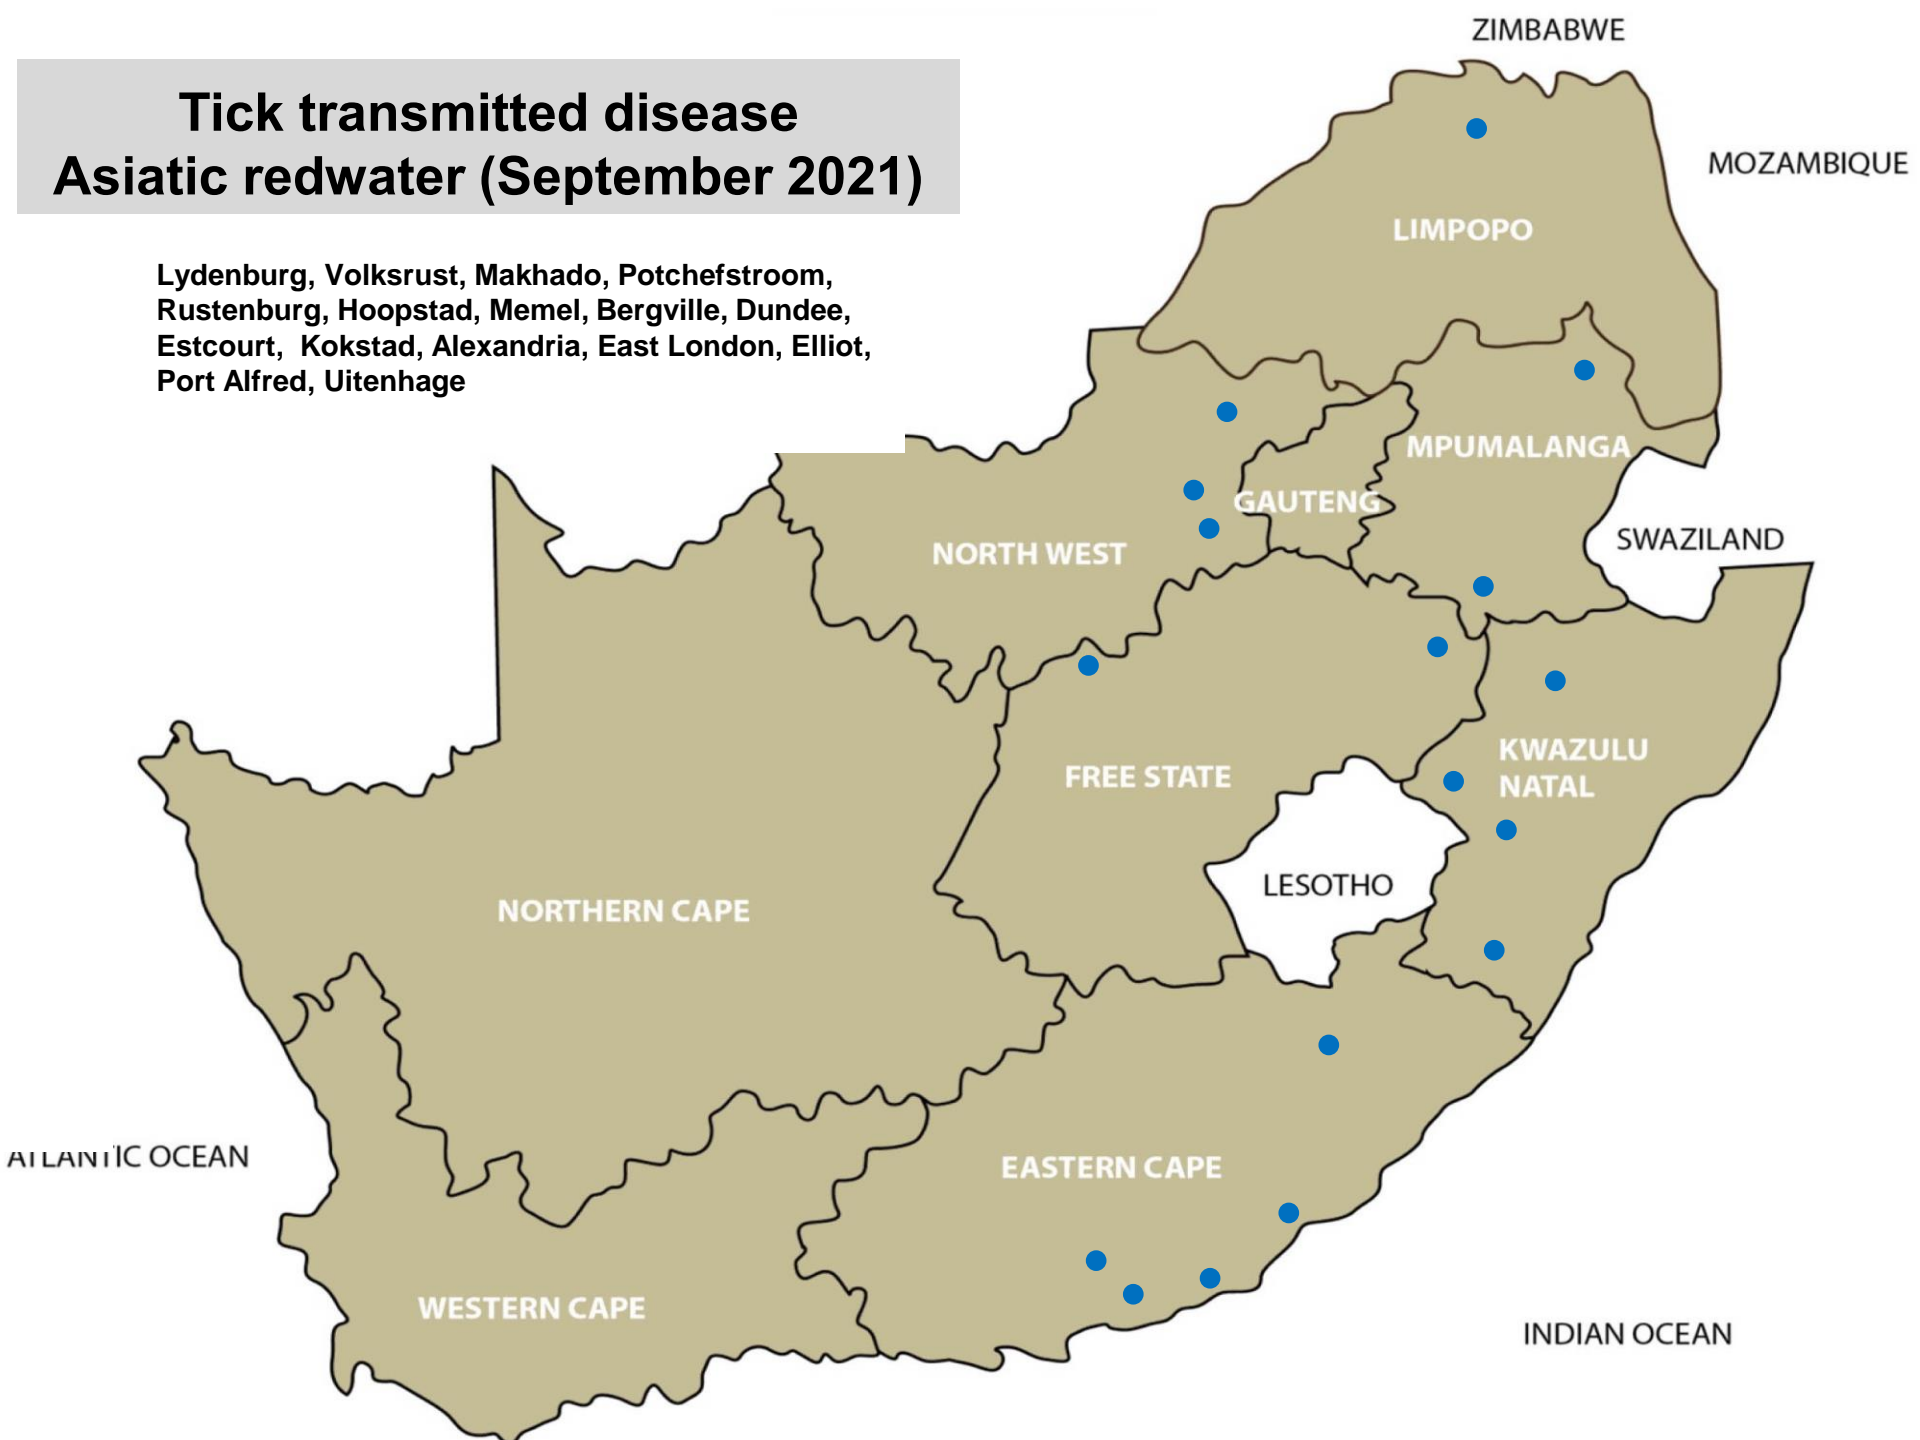 Tick transmitted disease
Asiatic redwater (September 2021)
Lydenburg, Volksrust, Makhado, Potchefstroom,
Rustenburg, Hoopstad, Memel, Bergville, Dundee,
Estcourt, Kokstad, Alexandria, East London, Elliot,
Port Alfred, Uitenhage
ZIMBABWE
MOZAMBIQUE
LIMPOPO
MPUMALANGA
GAUTENG
SWAZILAND
NORTH WEST
KWAZULU
NATAL
FREE STATE
LESOTHO
NORTHERN CAPE
ATLANTIC OCEAN
EASTERN CAPE
WESTERN CAPE
INDIAN OCEAN